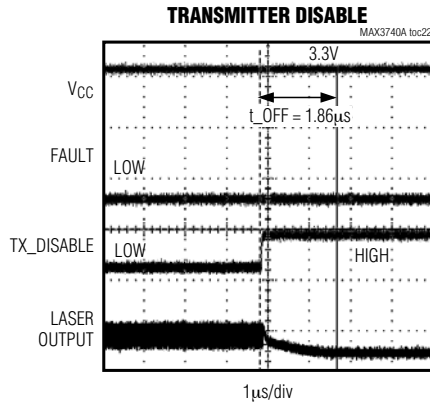 TRANSMITTER DISABLE
MAX3740A toc22
3.3V
VCC
t_OFF = 1.86µs
FAULT
LOW
TX_DISABLE
LOW
HIGH
LASER
OUTPUT
1µs/div